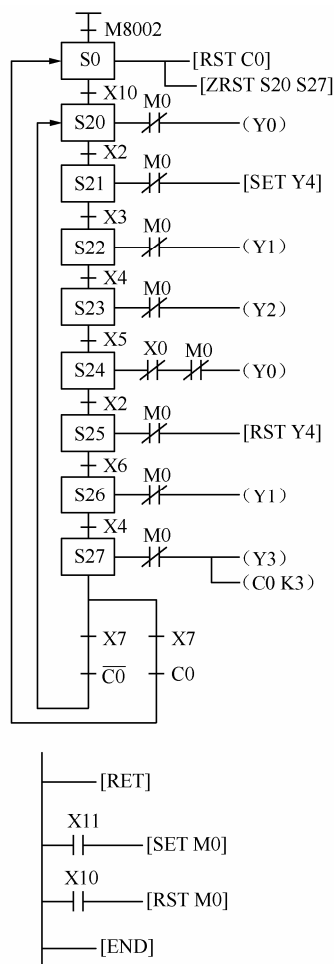 M8002
S0 [RST C0]
[ZRST S20 S27]
X10
S20 M0 (Y0)
X2
S21 M0 [SET Y4]
X3
S22 M0 (Y1)
X4
S23 M0 (Y2)
X5
S24 X0 M0 (Y0)
X2
S25 M0 [RST Y4]
X6
S26 M0 (Y1)
X4
S27 M0 (Y3)
(C0 K3)
X7 X7
C̅0̅ C0
[RET]
X11
[SET M0]
X10
[RST M0]
[END]